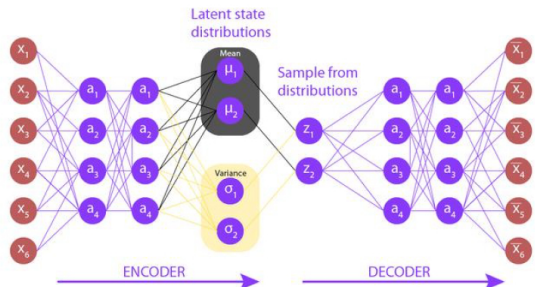 Latent state
distributions
Mean
μ1
μ2
Variance
σ1
σ2
Sample from
distributions
z1
z2
x1
x2
x3
x4
x5
x6
a1
a2
a3
a4
a1
a2
a3
a4
a1
a2
a3
a4
a1
a2
a3
a4
x̅1
x̅2
x̅3
x̅4
x̅5
x̅6
ENCODER
DECODER